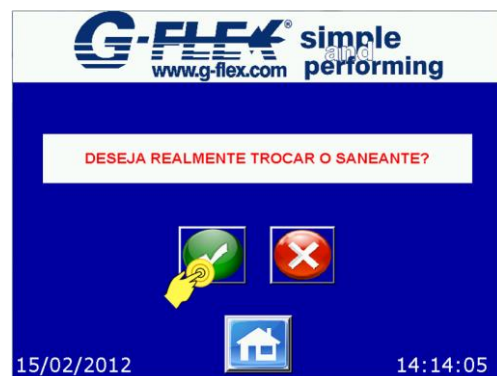 G-FLEX® simple
and
www.g-flex.com performing
DESEJA REALMENTE TROCAR O SANEANTE?
15/02/2012 14:14:05